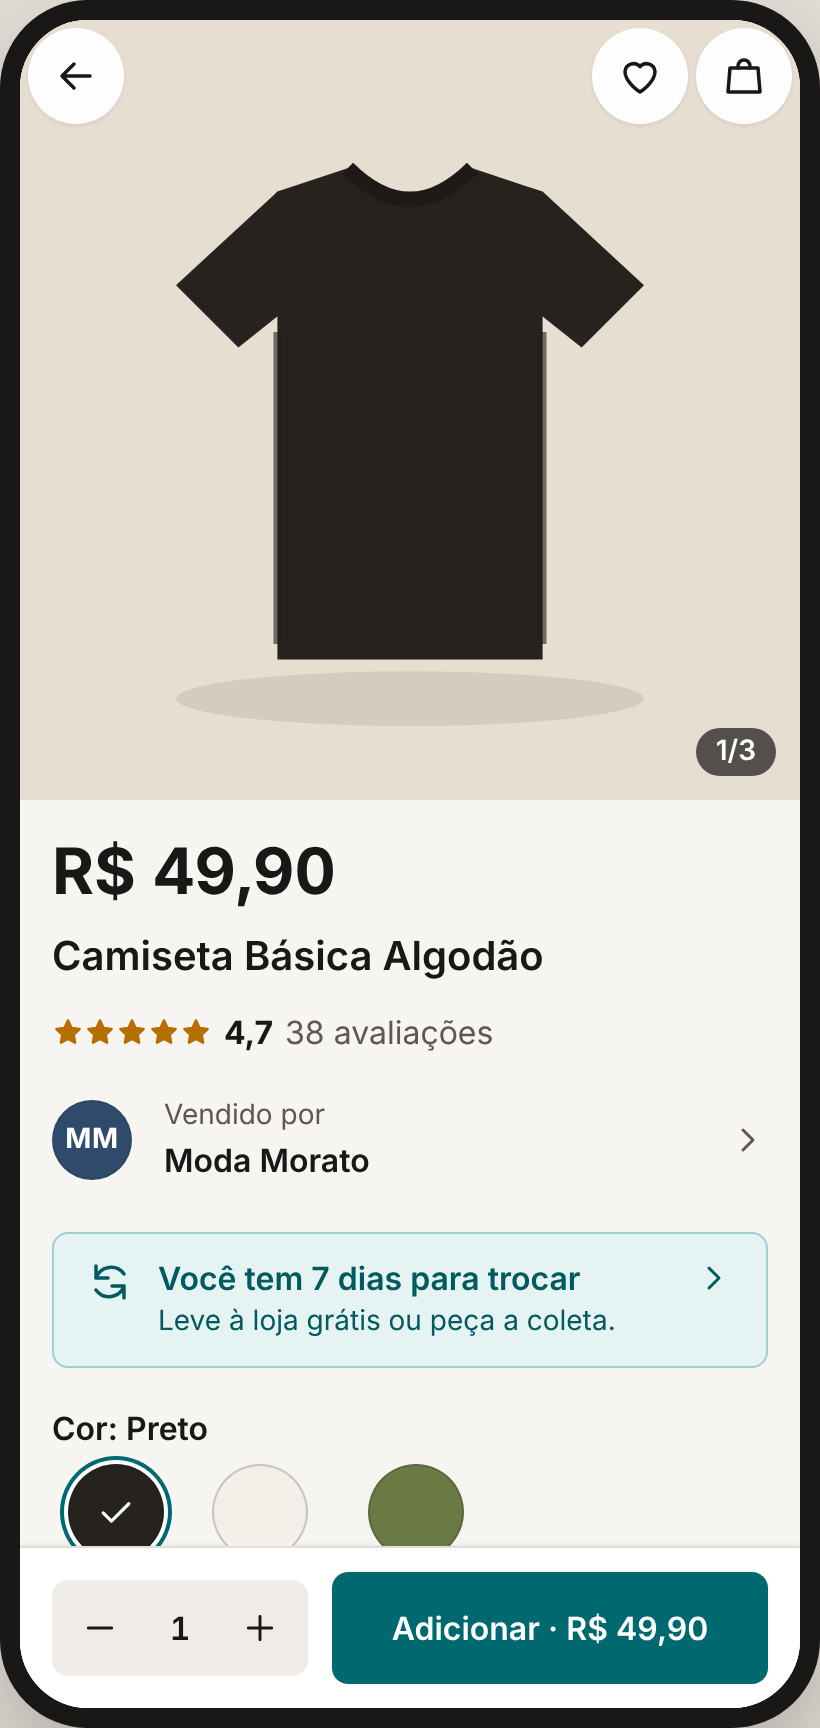 1/3
R$ 49,90
Camiseta Básica Algodão
4,7 38 avaliações
MM
Vendido por
Moda Morato
Você tem 7 dias para trocar
Leve à loja grátis ou peça a coleta.
Cor: Preto
1
Adicionar · R$ 49,90